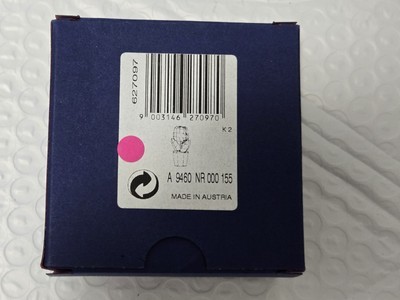 627097
9 003146 270970
K 2
A 9460 NR 000 155
MADE IN AUSTRIA